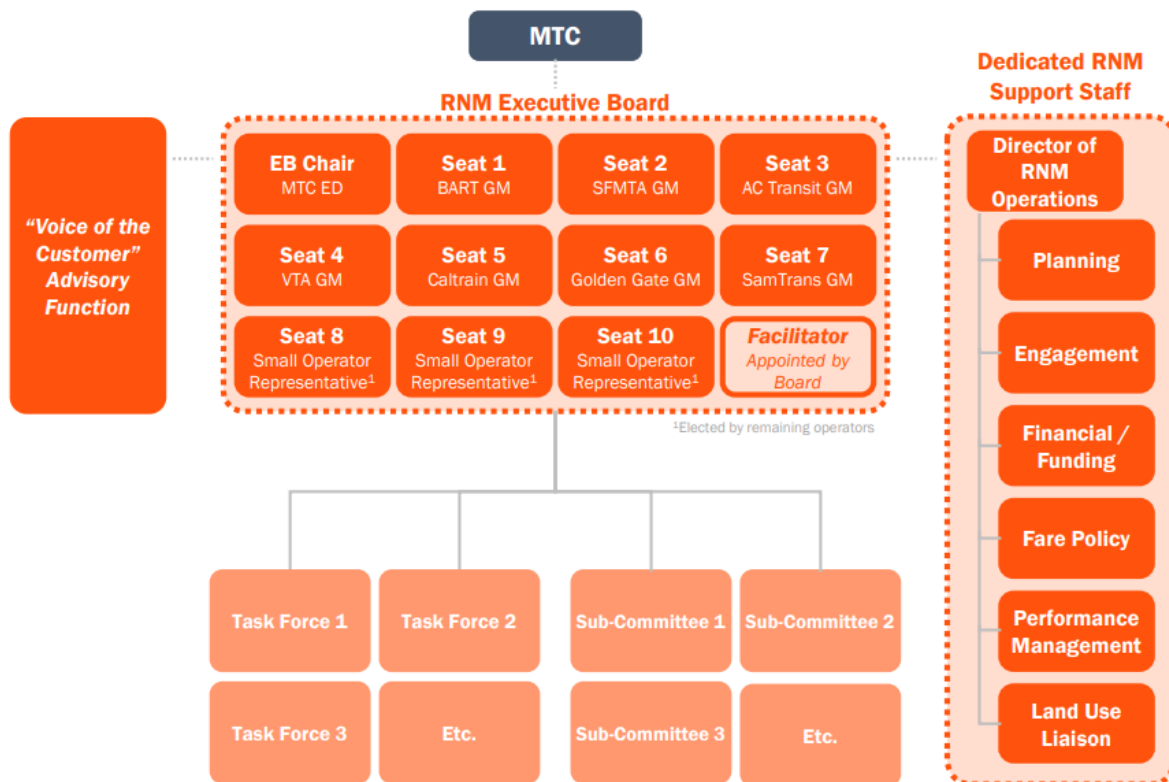 MTC
RNM Executive Board
Dedicated RNM
Support Staff
“Voice of the
Customer”
Advisory
Function
EB Chair
MTC ED
Seat 1
BART GM
Seat 2
SFMTA GM
Seat 3
AC Transit GM
Seat 4
VTA GM
Seat 5
Caltrain GM
Seat 6
Golden Gate GM
Seat 7
SamTrans GM
Seat 8
Small Operator
Representative¹
Seat 9
Small Operator
Representative¹
Seat 10
Small Operator
Representative¹
Facilitator
Appointed by
Board
¹Elected by remaining operators
Task Force 1
Task Force 2
Sub-Committee 1
Sub-Committee 2
Task Force 3
Etc.
Sub-Committee 3
Etc.
Director of
RNM
Operations
Planning
Engagement
Financial /
Funding
Fare Policy
Performance
Management
Land Use
Liaison